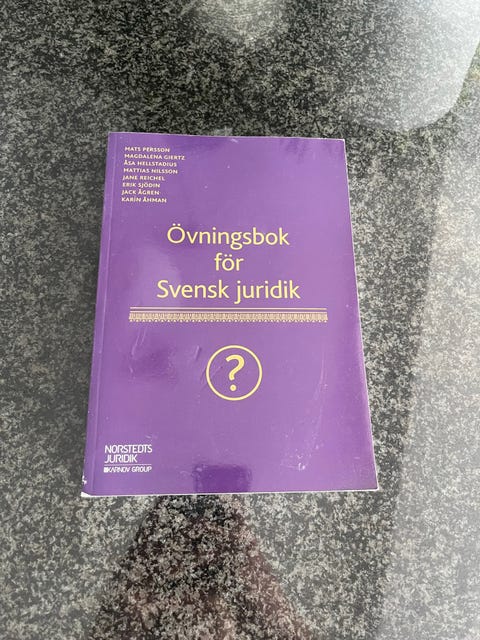 MATS PERSSON
MAGDALENA GIERTZ
ÅSA HELLSTADIUS
MATTIAS NILSSON
JANE REICHEL
ERIK SJÖDIN
JACK ÅGREN
KARIN ÅHMAN
Övningsbok
för
Svensk juridik
?
NORSTEDTS
JURIDIK
KARNOV GROUP